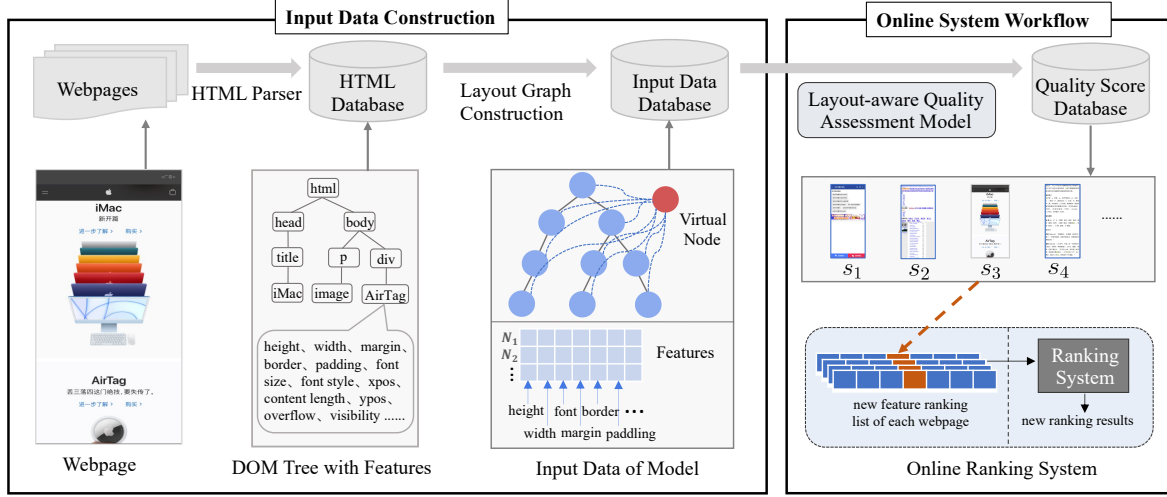 Input Data Construction
Online System Workflow
Webpages
HTML Parser
HTML
Database
Layout Graph
Construction
Input Data
Database
Layout-aware Quality
Assessment Model
Quality Score
Database
iMac
新开篇
进一步了解 > 购买 >
AirTag
丢三落四这门绝技,要失传了。
进一步了解 > 购买 >
Webpage
html
head
body
title
p
div
iMac
image
AirTag
height、width、margin、
border、padding、font
size、font style、xpos、
content length、ypos、
overflow、visibility ......
DOM Tree with Features
Virtual
Node
N1
N2
⋮
Features
height
font
border
...
width
margin
paddling
Input Data of Model
s1
s2
s3
s4
......
new feature ranking
list of each webpage
Ranking
System
new ranking results
Online Ranking System